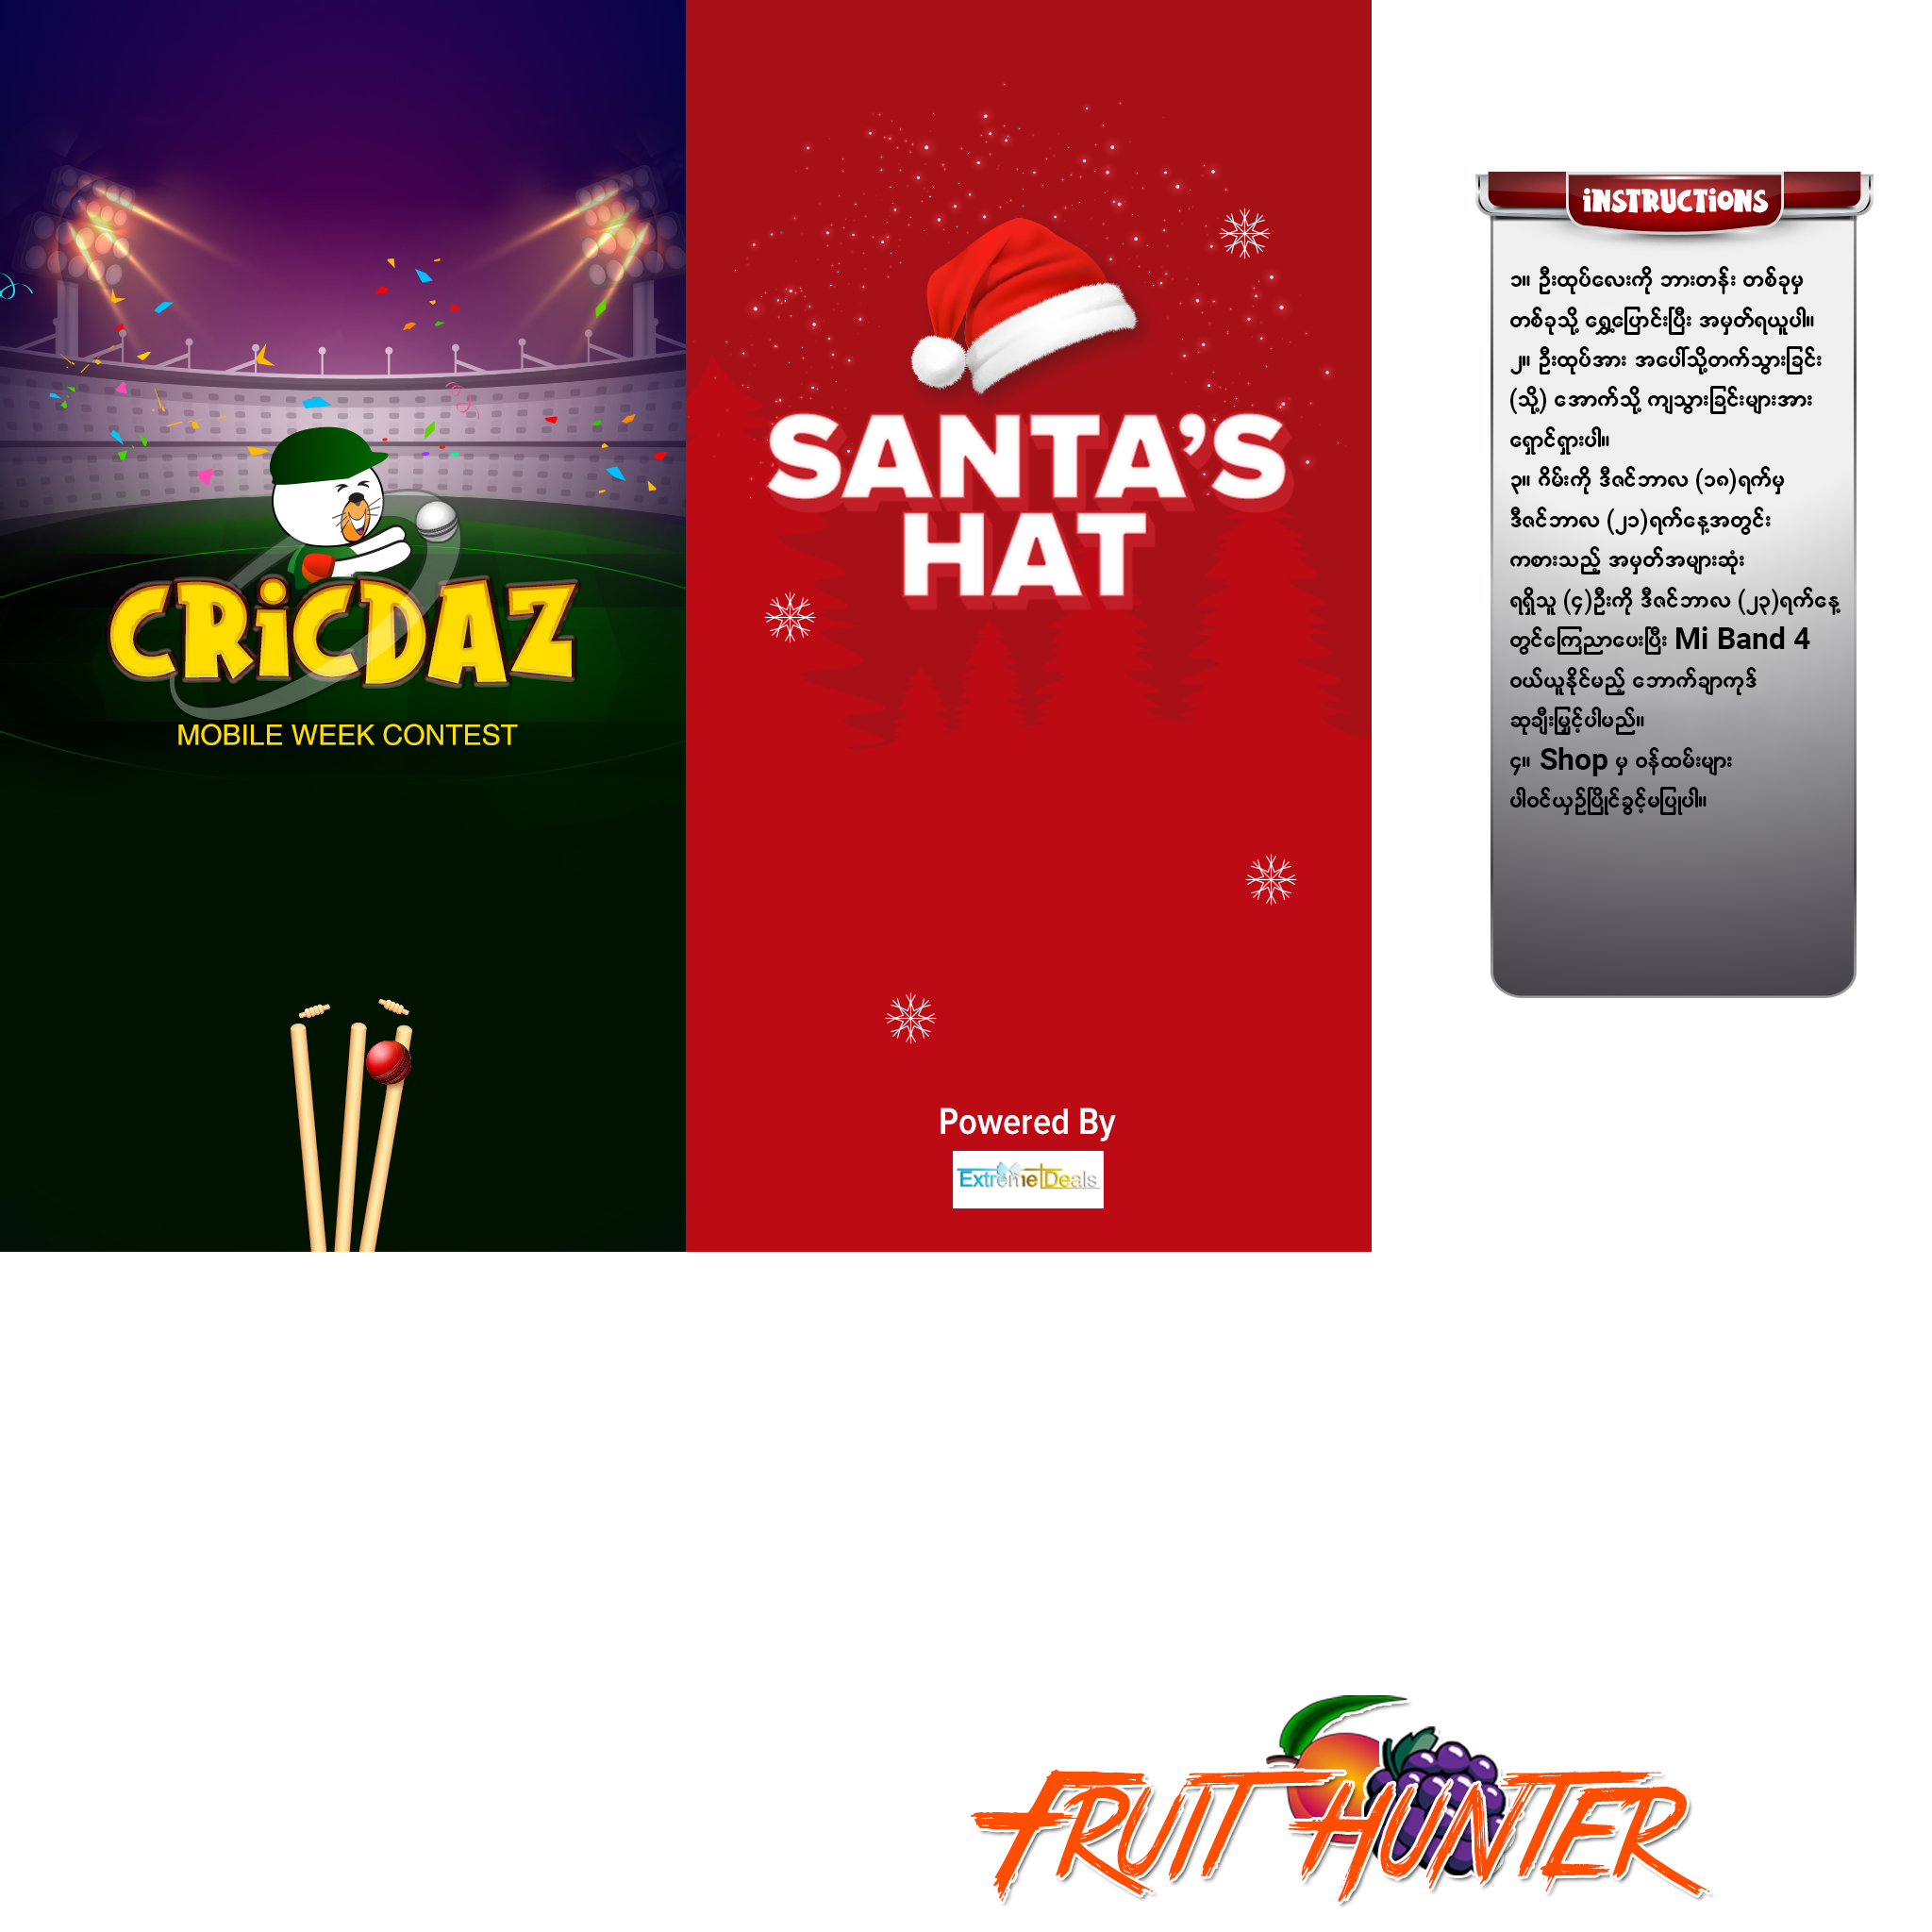 CRiCDAZ
MOBILE WEEK CONTEST
SANTA’S
HAT
Powered By
ExtremeDeals
iNSTRUCTiONS
၁။ ဦးထုပ်လေးကို ဘားတန်း တစ်ခုမှ
တစ်ခုသို့ ရွှေ့ပြောင်းပြီး အမှတ်ရယူပါ။
၂။ ဦးထုပ်အား အပေါ်သို့တက်သွားခြင်း
(သို့) အောက်သို့ ကျသွားခြင်းများအား
ရှောင်ရှားပါ။
၃။ ဂိမ်းကို ဒီဇင်ဘာလ (၁၈)ရက်မှ
ဒီဇင်ဘာလ (၂၁)ရက်နေ့အတွင်း
ကစားသည့် အမှတ်အများဆုံး
ရရှိသူ (၄)ဦးကို ဒီဇင်ဘာလ (၂၃)ရက်နေ့
တွင်ကြေညာပေးပြီး Mi Band 4
ဝယ်ယူနိုင်မည့် ဘောက်ချာကုဒ်
ဆုချီးမြှင့်ပါမည်။
၄။ Shop မှ ဝန်ထမ်းများ
ပါဝင်ယှဉ်ပြိုင်ခွင့်မပြုပါ။
FRUIT HUNTER